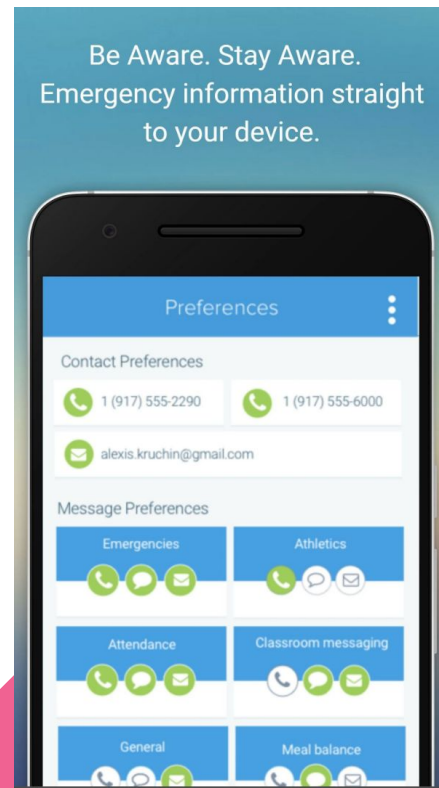 Be Aware. Stay Aware.
Emergency information straight
to your device.
Preferences
Contact Preferences
1 (917) 555-2290
1 (917) 555-6000
alexis.kruchin@gmail.com
Message Preferences
Emergencies
Athletics
Attendance
Classroom messaging
General
Meal balance